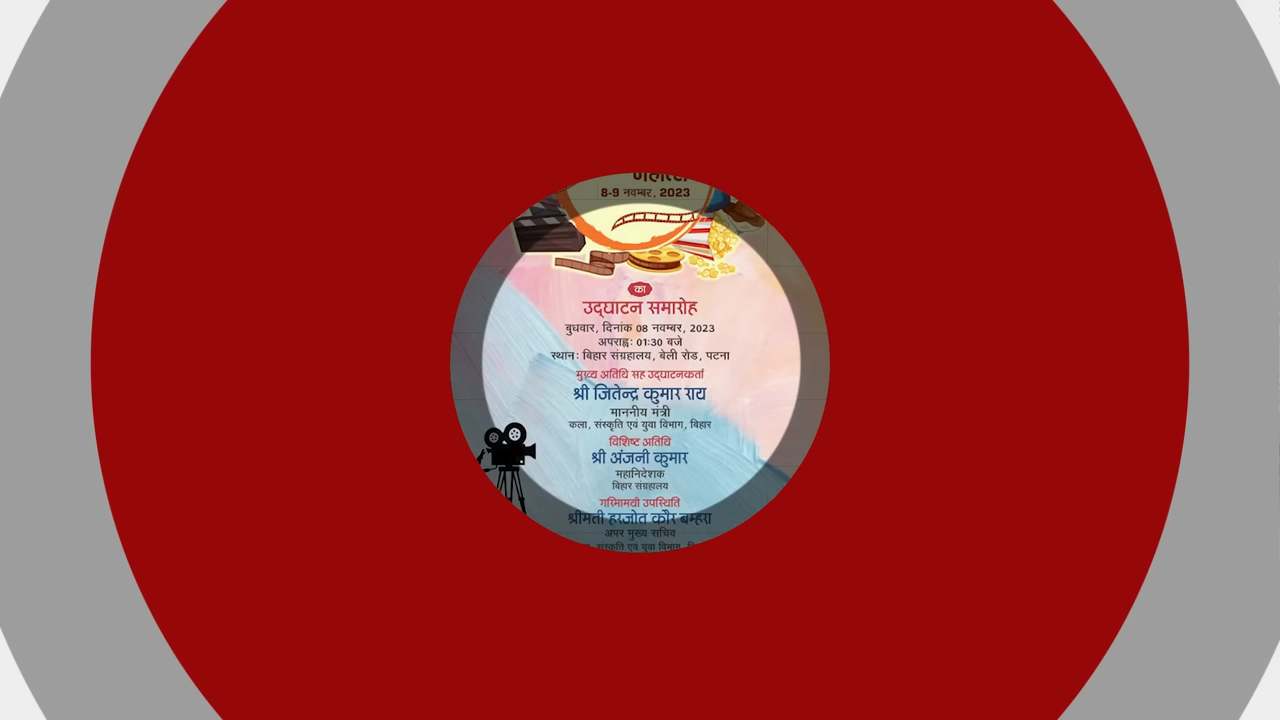 8-9 नवम्बर, 2023
का
उद्घाटन समारोह
बुधवार, दिनांक 08 नवम्बर, 2023
अपराह्नः 01:30 बजे
स्थानः बिहार संग्रहालय, बेली रोड, पटना
मुख्य अतिथि सह उद्घाटनकर्ता
श्री जितेन्द्र कुमार राय
माननीय मंत्री
कला, संस्कृति एवं युवा विभाग, बिहार
विशिष्ट अतिथि
श्री अंजनी कुमार
महानिदेशक
बिहार संग्रहालय
गरिमामयी उपस्थिति
श्रीमती हरजोत कौर बम्हरा
अपर मुख्य सचिव
संस्कृति एवं युवा विभाग,